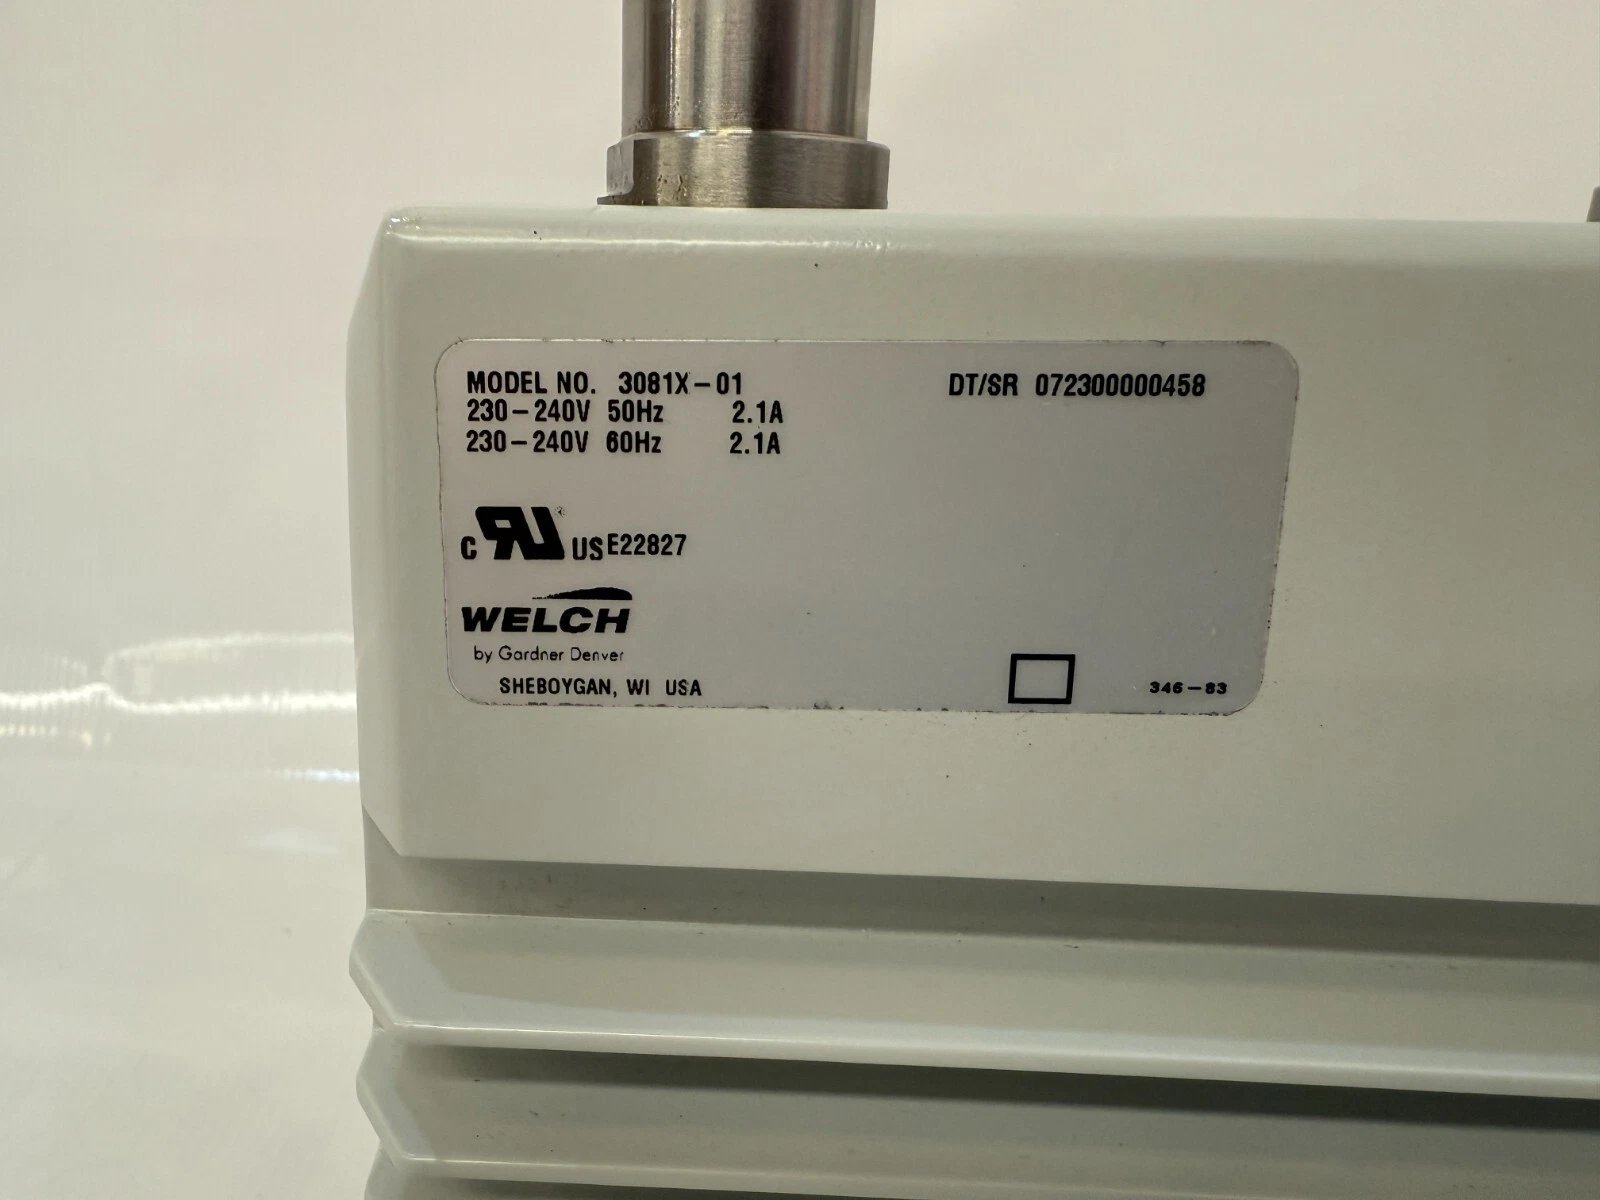 MODEL NO. 3081X-01
DT/SR 072300000458
230-240V 50Hz 2.1A
230-240V 60Hz 2.1A
C RU US E22827
WELCH
by Gardner Denver
SHEBOYGAN, WI USA
346-83